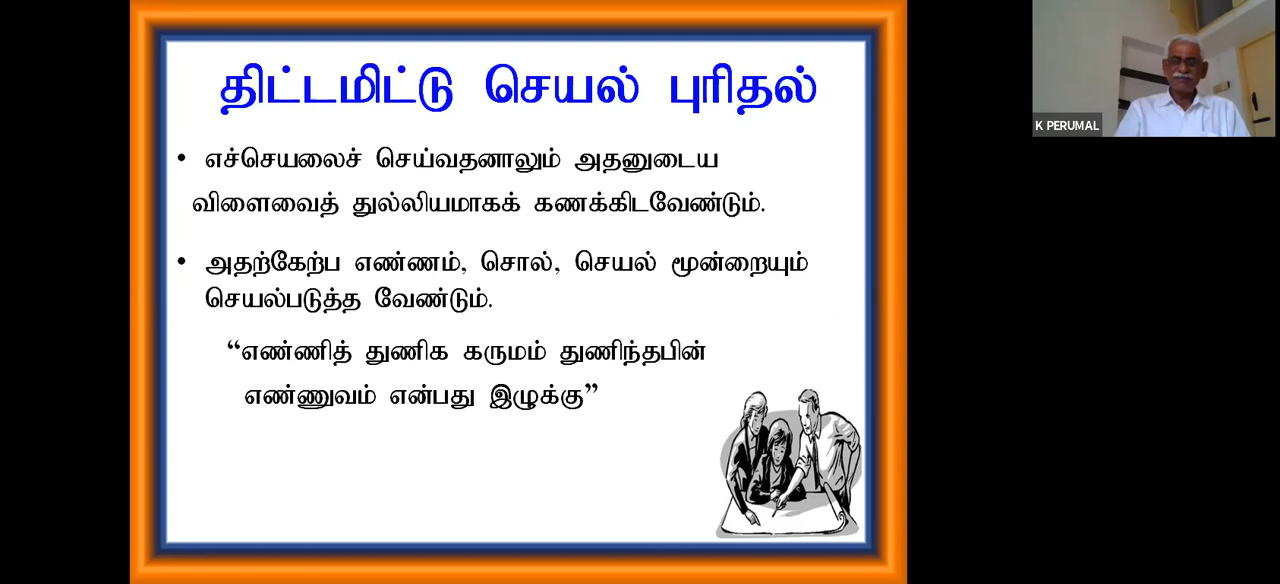 திட்டமிட்டு செயல் புரிதல்
• எச்செயலைச் செய்வதனாலும் அதனுடைய
விளைவைத் துல்லியமாகக் கணக்கிடவேண்டும்.
• அதற்கேற்ப எண்ணம், சொல், செயல் மூன்றையும்
செயல்படுத்த வேண்டும்.
“எண்ணித் துணிக கருமம் துணிந்தபின்
எண்ணுவம் என்பது இழுக்கு”
K PERUMAL